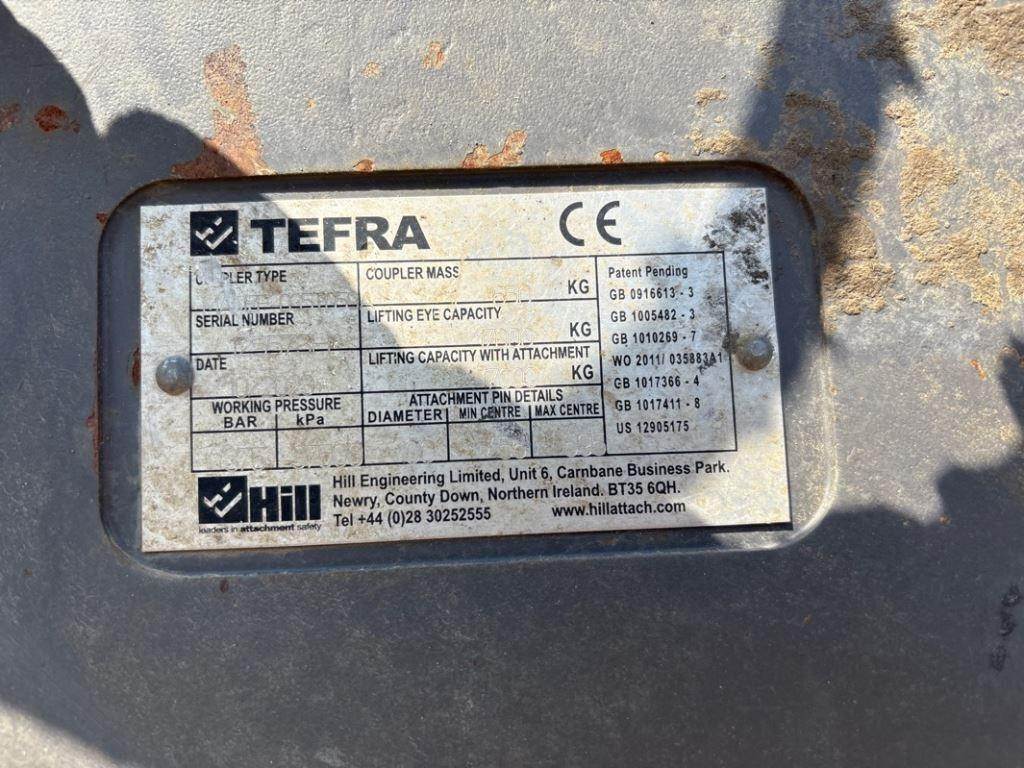 TEFRA CE
COUPLER TYPE
COUPLER MASS
KG
SERIAL NUMBER
LIFTING EYE CAPACITY
KG
DATE
LIFTING CAPACITY WITH ATTACHMENT
KG
WORKING PRESSURE
BAR kPa
ATTACHMENT PIN DETAILS
DIAMETER MIN CENTRE MAX CENTRE
Patent Pending
GB 0916613 - 3
GB 1005482 - 3
GB 1010269 - 7
WO 2011/ 035883A1
GB 1017366 - 4
GB 1017411 - 8
US 12905175
Hill
leaders in attachment safety
Hill Engineering Limited, Unit 6, Carnbane Business Park.
Newry, County Down, Northern Ireland. BT35 6QH.
Tel +44 (0)28 30252555 www.hillattach.com